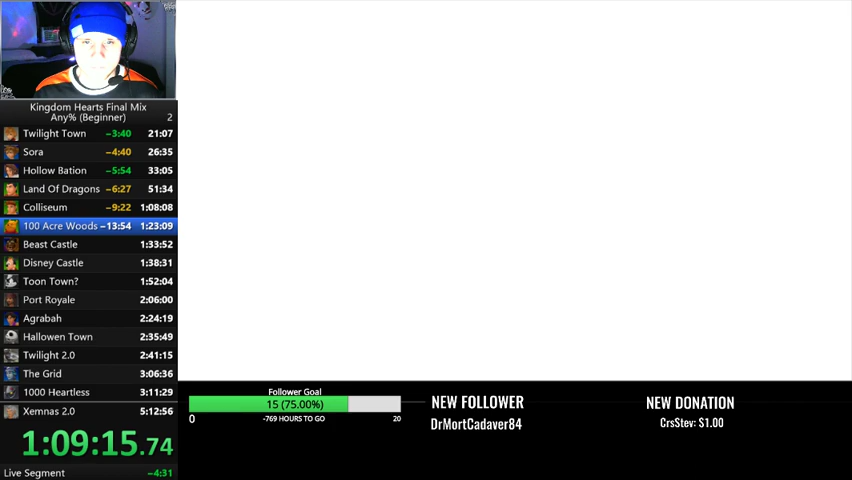 Kingdom Hearts Final Mix
Any% (Beginner) 2
Twilight Town −3:40 21:07
Sora −4:40 26:35
Hollow Bation −5:54 33:05
Land Of Dragons −6:27 51:34
Colliseum −9:22 1:08:08
100 Acre Woods −13:54 1:23:09
Beast Castle 1:33:52
Disney Castle 1:38:31
Toon Town? 1:52:04
Port Royale 2:06:00
Agrabah 2:24:19
Hallowen Town 2:35:49
Twilight 2.0 2:41:15
The Grid 3:06:36
1000 Heartless 3:11:29
Xemnas 2.0 5:12:56
1:09:15.74
Live Segment −4:31
Follower Goal
15 (75.00%)
0 -769 HOURS TO GO 20
NEW FOLLOWER
DrMortCadaver84
NEW DONATION
CrsStev: $1.00